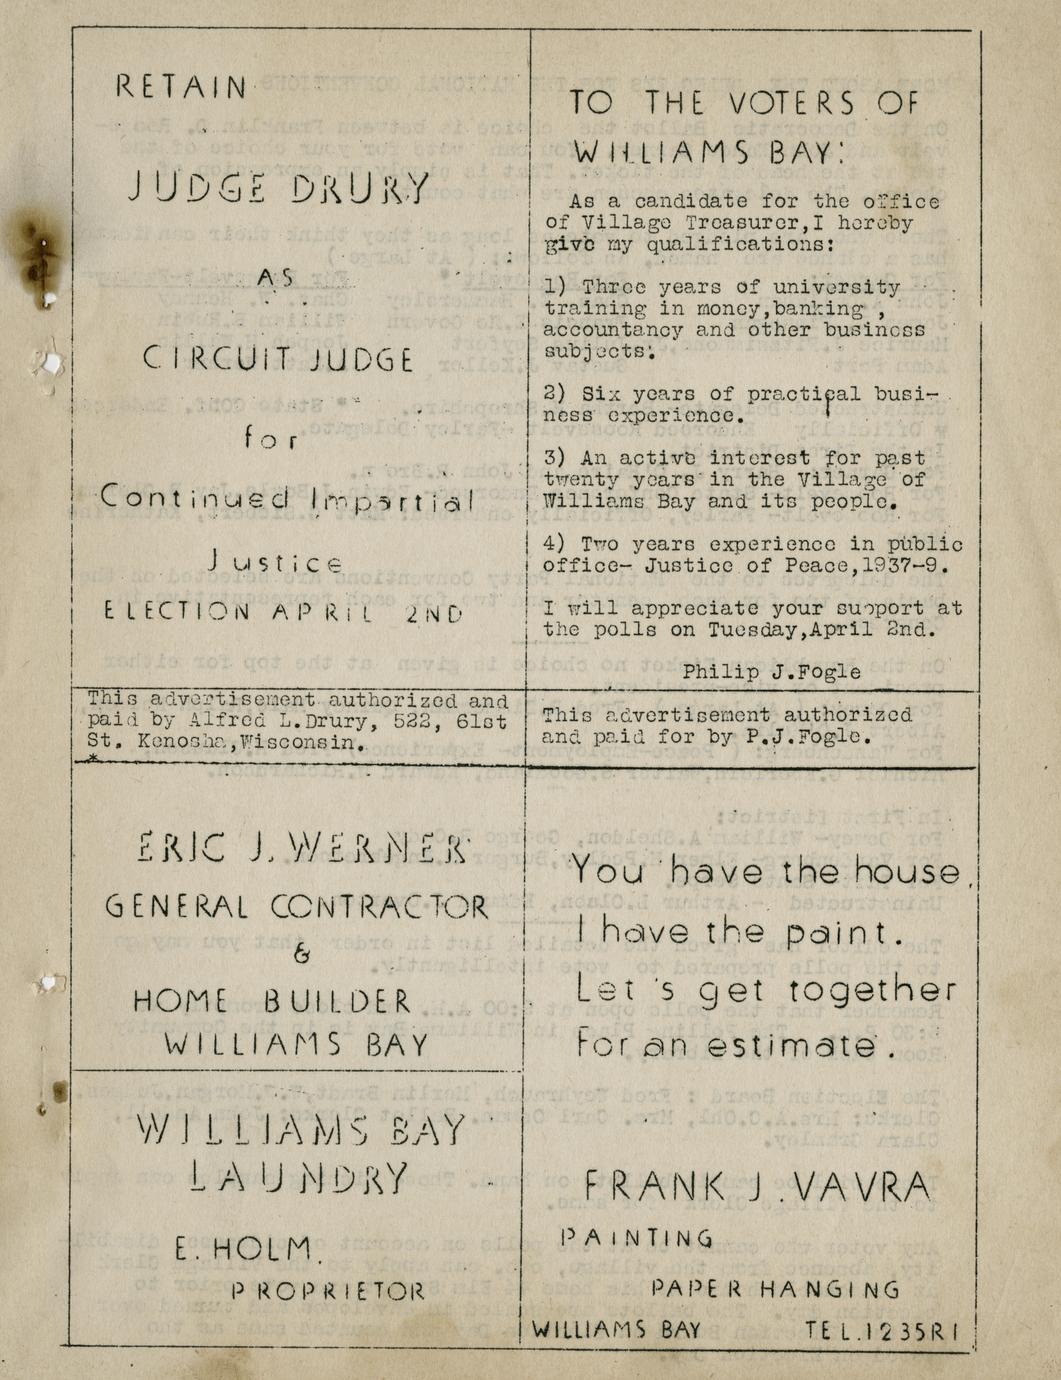 RETAIN
JUDGE DRURY
AS
CIRCUIT JUDGE
for
Continued Impartial
Justice
ELECTION APRIL 2ND
This advertisement authorized and
paid by Alfred L.Drury, 522, 61st
St. Kenosha,Wisconsin.
*
TO THE VOTERS OF
WILLIAMS BAY:
As a candidate for the office
of Village Treasurer,I hereby
give my qualifications:
1) Three years of university
training in money,banking ,
accountancy and other business
subjects.
2) Six years of practical busi-
ness experience.
3) An active interest for past
twenty years in the Village of
Williams Bay and its people.
4) Two years experience in public
office- Justice of Peace,1937-9.
I will appreciate your support at
the polls on Tuesday,April 2nd.
Philip J.Fogle
This advertisement authorized
and paid for by P.J.Fogle.
ERIC J. WERNER
GENERAL CONTRACTOR
&
HOME BUILDER
WILLIAMS BAY
WILLIAMS BAY
LAUNDRY
E. HOLM.
PROPRIETOR
You have the house,
I have the paint.
Let's get together
For an estimate.
FRANK J. VAVRA
PAINTING
PAPER HANGING
WILLIAMS BAY TEL.1235R1